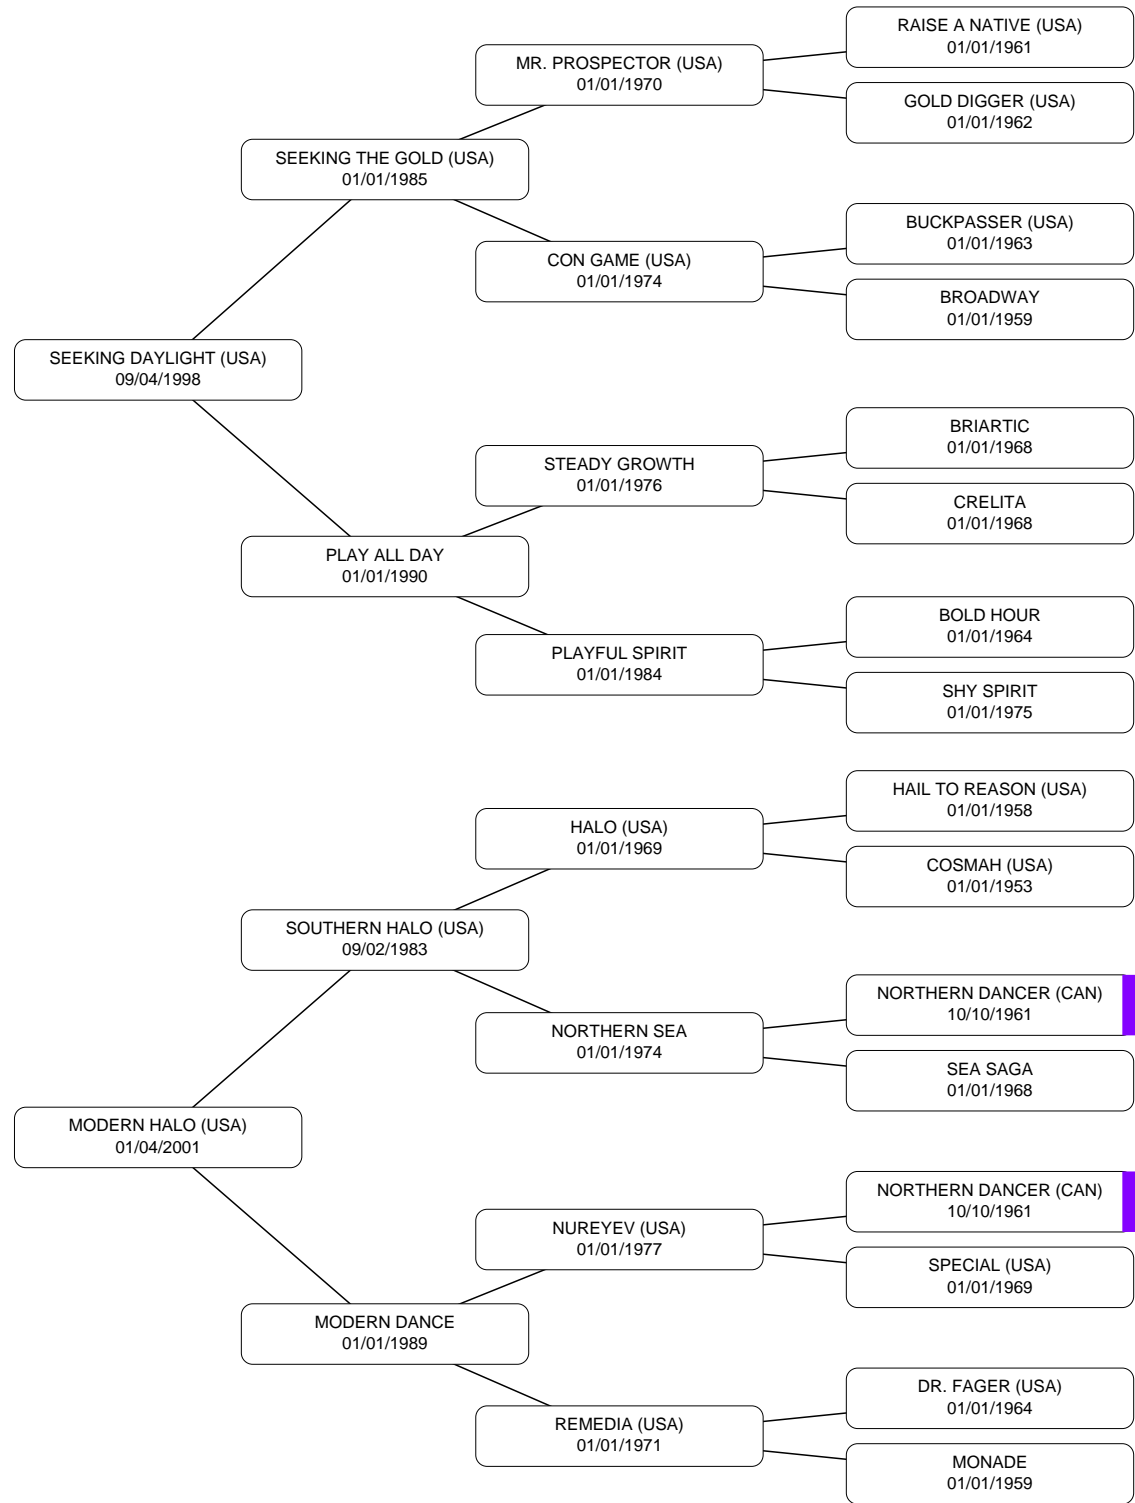 RAISE A NATIVE (USA)
01/01/1961
MR. PROSPECTOR (USA)
01/01/1970
GOLD DIGGER (USA)
01/01/1962
SEEKING THE GOLD (USA)
01/01/1985
BUCKPASSER (USA)
01/01/1963
CON GAME (USA)
01/01/1974
BROADWAY
01/01/1959
SEEKING DAYLIGHT (USA)
09/04/1998
BRIARTIC
01/01/1968
STEADY GROWTH
01/01/1976
CRELITA
01/01/1968
PLAY ALL DAY
01/01/1990
BOLD HOUR
01/01/1964
PLAYFUL SPIRIT
01/01/1984
SHY SPIRIT
01/01/1975
HAIL TO REASON (USA)
01/01/1958
HALO (USA)
01/01/1969
COSMAH (USA)
01/01/1953
SOUTHERN HALO (USA)
09/02/1983
NORTHERN DANCER (CAN)
10/10/1961
NORTHERN SEA
01/01/1974
SEA SAGA
01/01/1968
MODERN HALO (USA)
01/04/2001
NORTHERN DANCER (CAN)
10/10/1961
NUREYEV (USA)
01/01/1977
SPECIAL (USA)
01/01/1969
MODERN DANCE
01/01/1989
DR. FAGER (USA)
01/01/1964
REMEDIA (USA)
01/01/1971
MONADE
01/01/1959